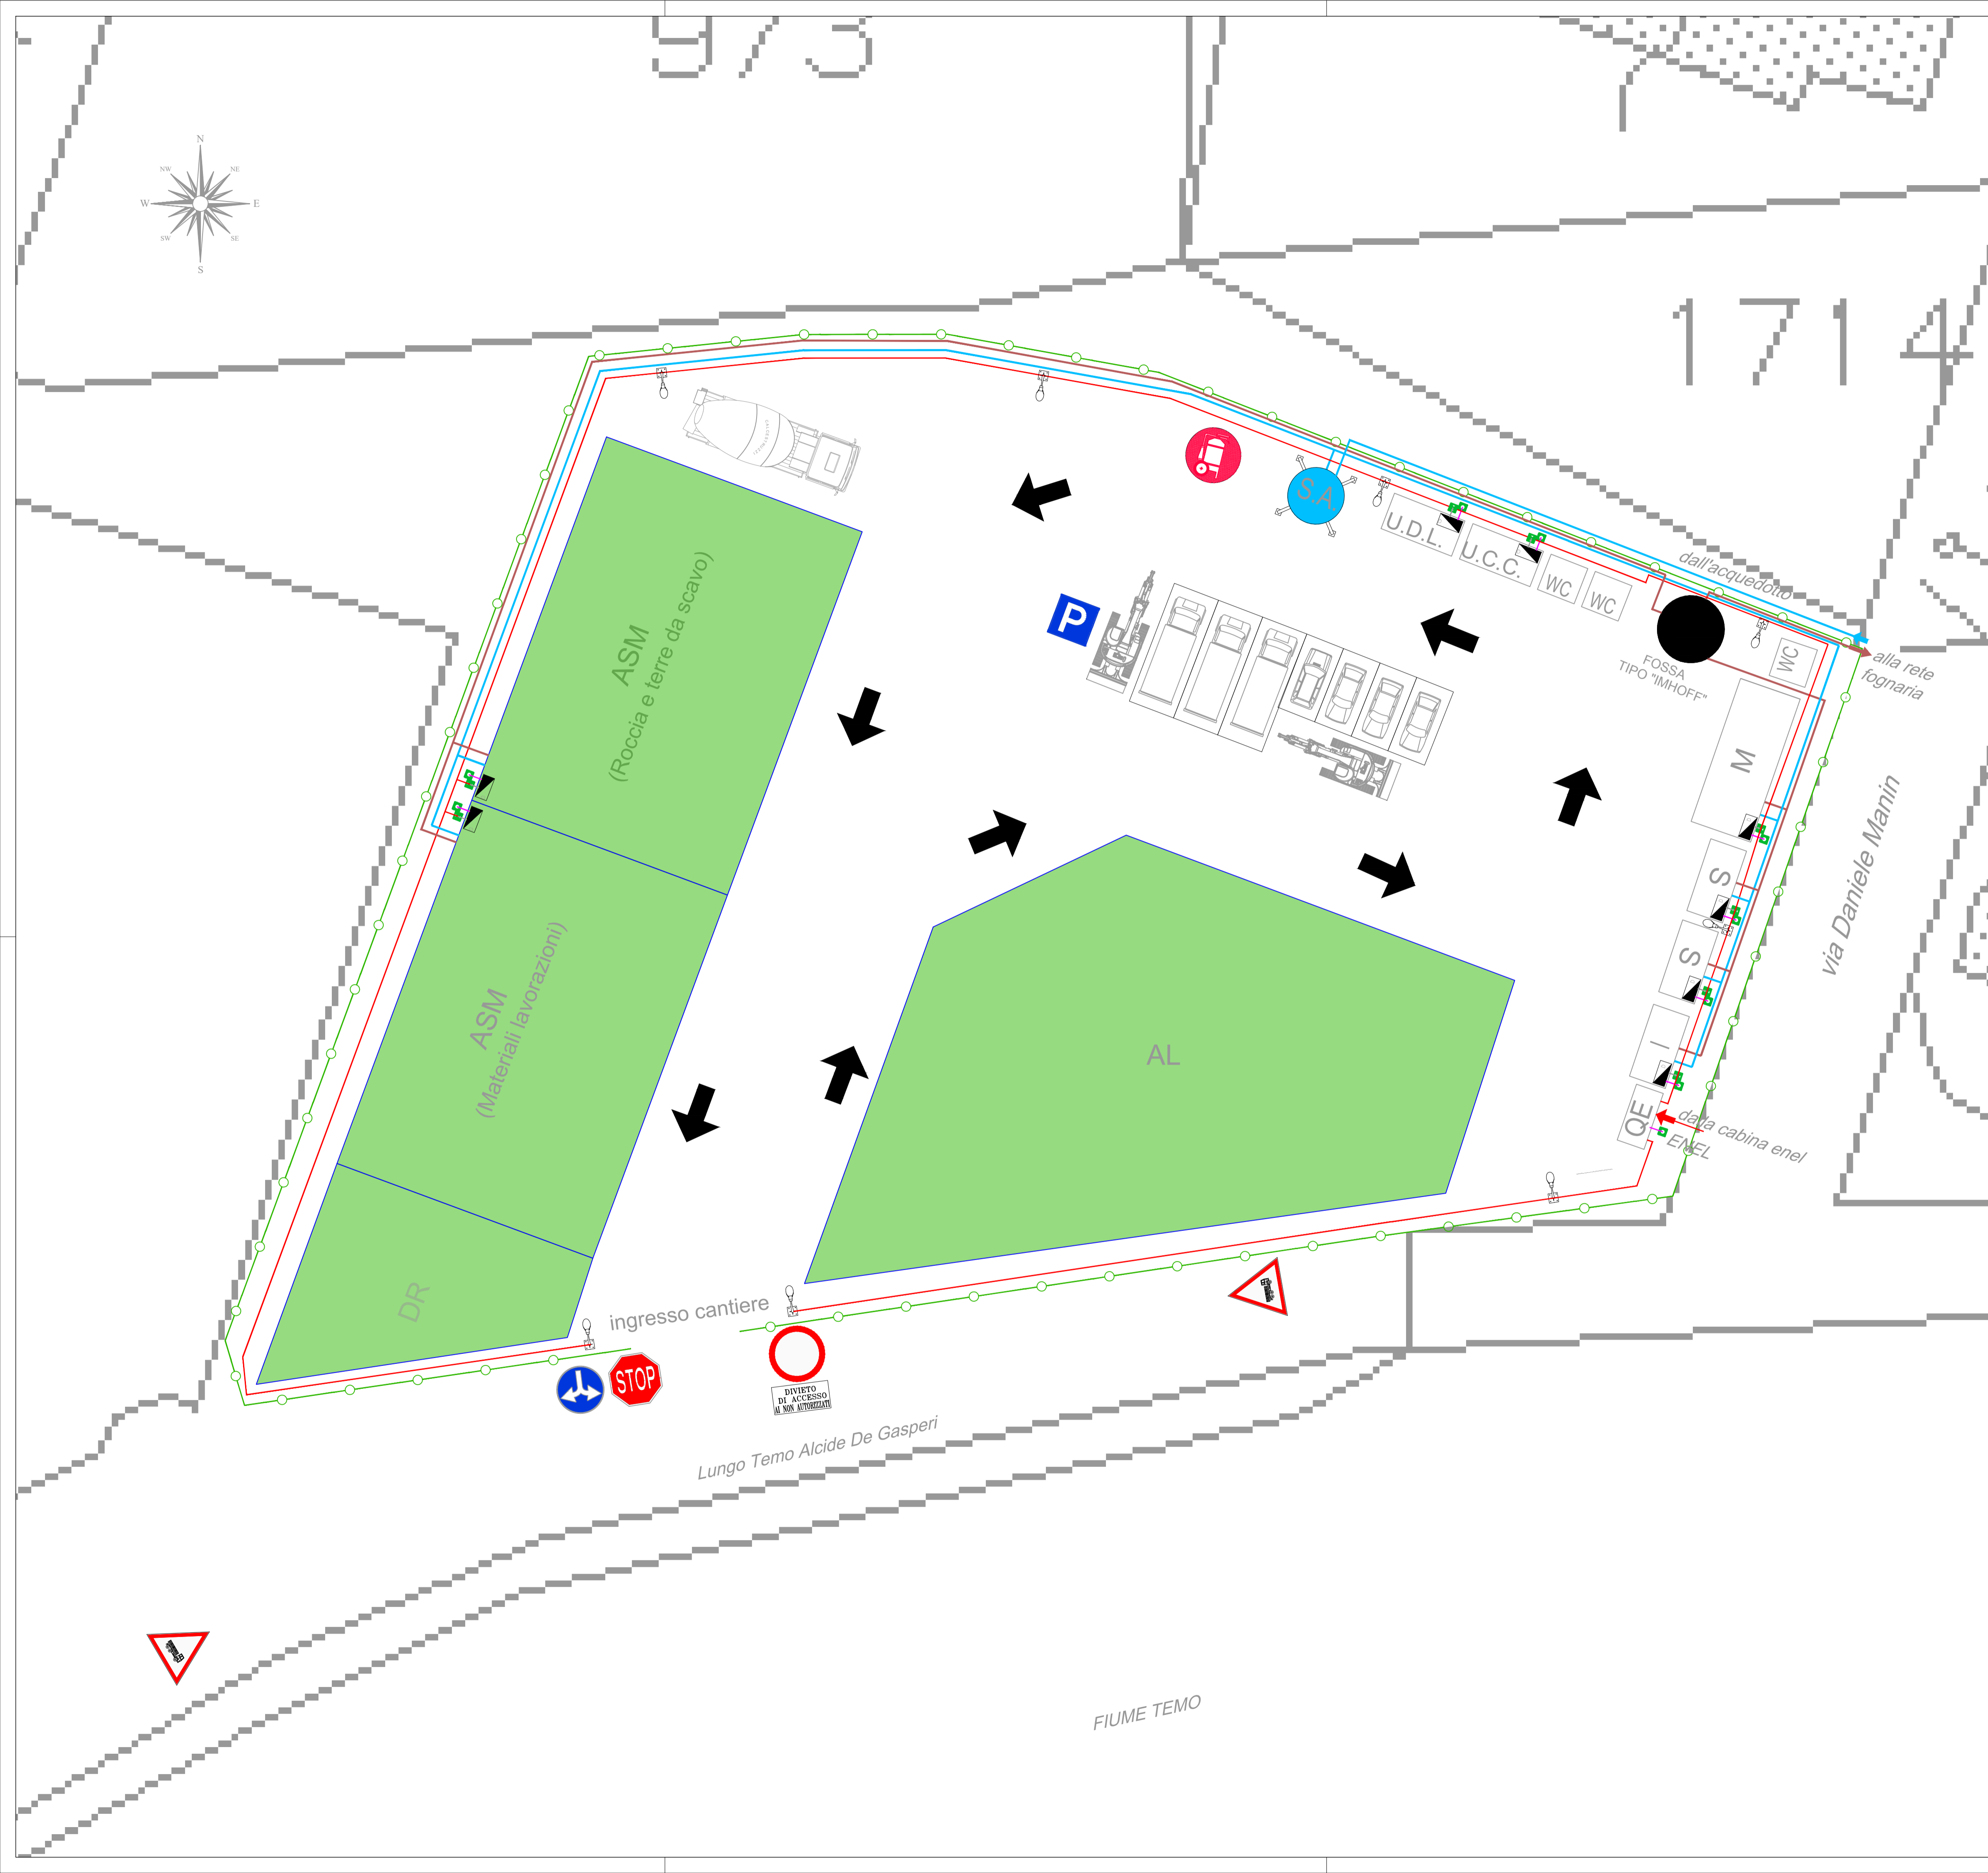 973
N
NW
NE
W
E
SW
SE
S
1714
dall'acquedotto
S.A.
U.D.L.
U.C.C.
WC
WC
WC
alla rete
fognaria
FOSSA
TIPO "IMHOFF"
P
M
S
S
I
QE
dalla cabina enel
ENEL
via Daniele Manin
ASM
(Roccia e terre da scavo)
ASM
(Materiali lavorazioni)
DR
AL
ingresso cantiere
STOP
DIVIETO
DI ACCESSO
AI NON AUTORIZZATI
Lungo Temo Alcide De Gasperi
FIUME TEMO